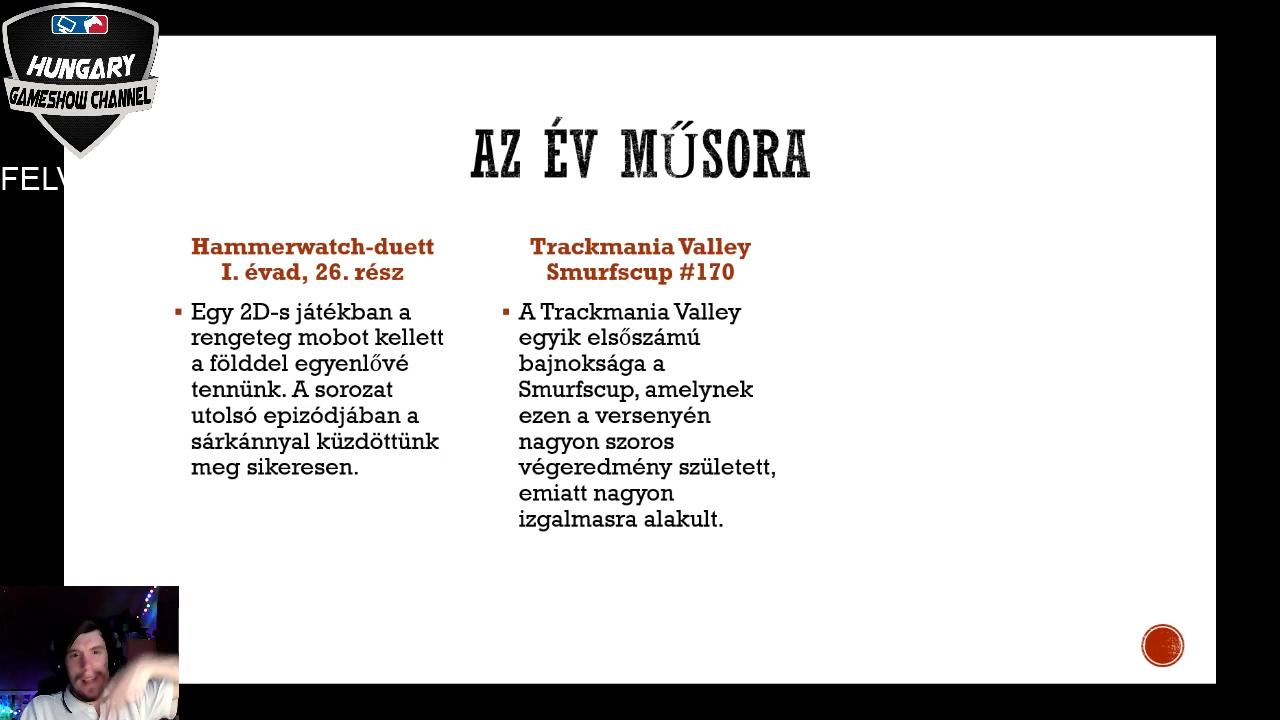 HUNGARY
GAMESHOW CHANNEL
FELV
AZ ÉV MŰSORA
Hammerwatch-duett
I. évad, 26. rész
Egy 2D-s játékban a
rengeteg mobot kellett
a földdel egyenlővé
tennünk. A sorozat
utolsó epizódjában a
sárkánnyal küzdöttünk
meg sikeresen.
Trackmania Valley
Smurfscup #170
A Trackmania Valley
egyik elsőszámú
bajnoksága a
Smurfscup, amelynek
ezen a versenyén
nagyon szoros
végeredmény született,
emiatt nagyon
izgalmasra alakult.